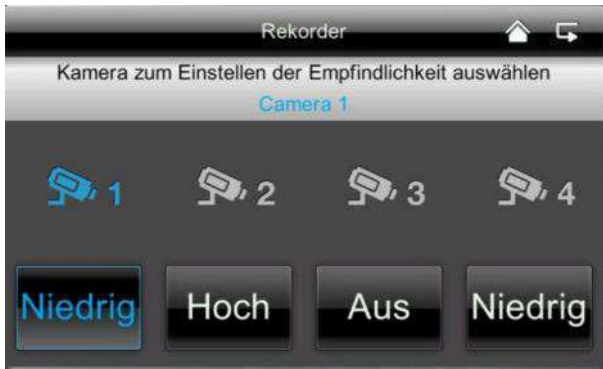 Rekorder
Kamera zum Einstellen der Empfindlichkeit auswählen
Camera 1
1 2 3 4
Niedrig Hoch Aus Niedrig